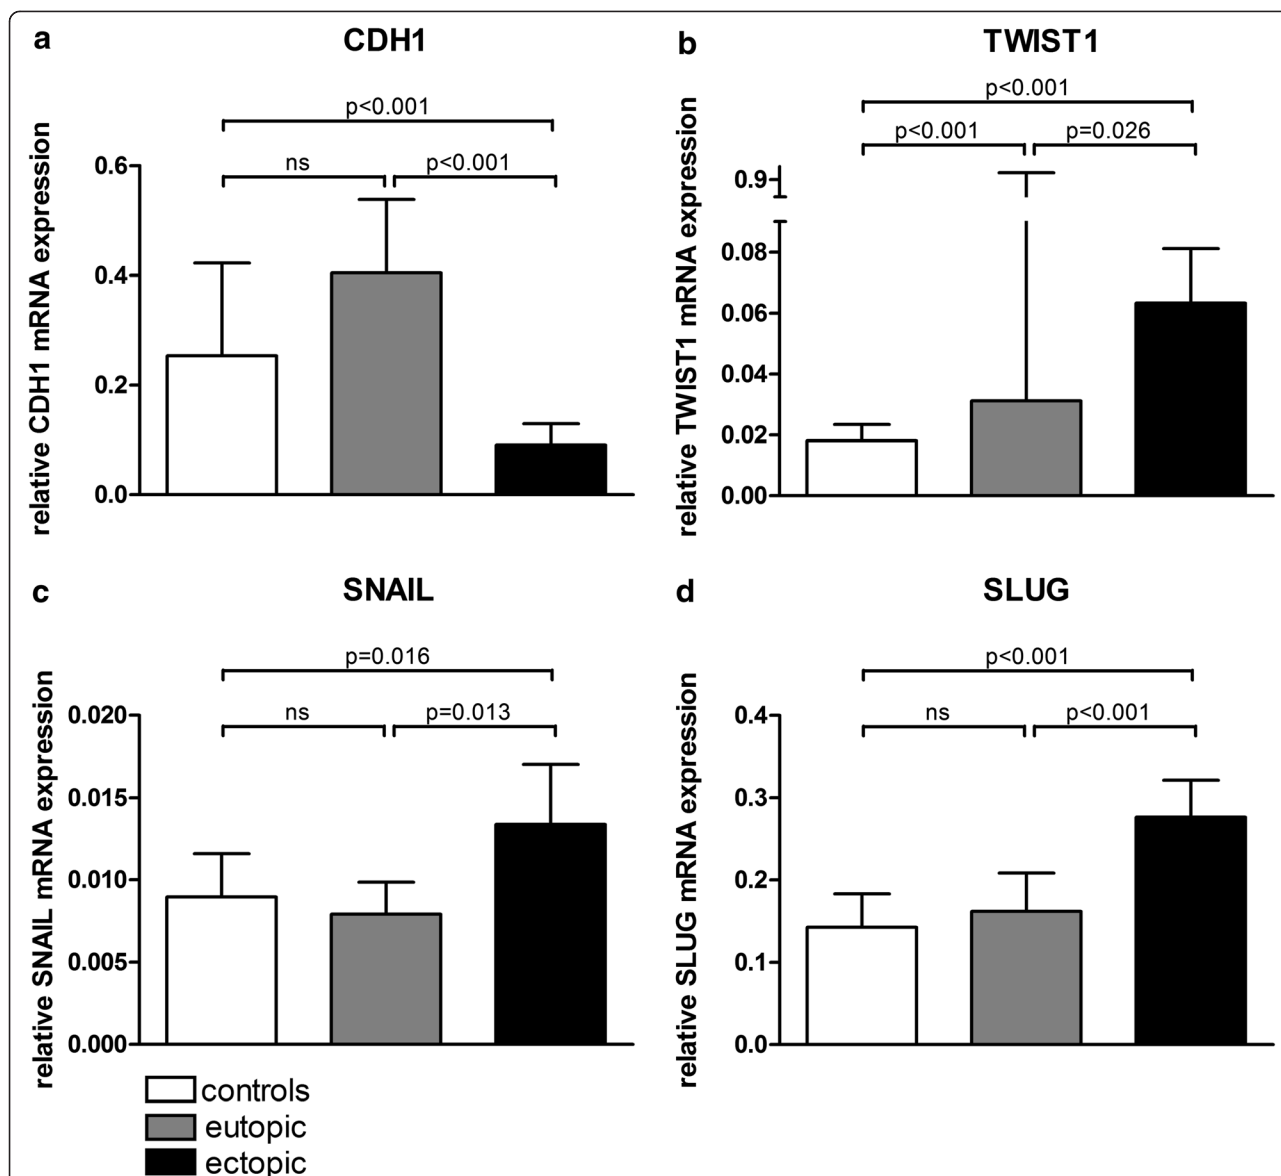 a
CDH1
p<0.001
ns
p<0.001
relative CDH1 mRNA expression
0.6
0.4
0.2
0.0
b
TWIST1
p<0.001
p<0.001
p=0.026
relative TWIST1 mRNA expression
0.9
0.08
0.06
0.04
0.02
0.00
c
SNAIL
p=0.016
ns
p=0.013
relative SNAIL mRNA expression
0.020
0.015
0.010
0.005
0.000
d
SLUG
p<0.001
ns
p<0.001
relative SLUG mRNA expression
0.4
0.3
0.2
0.1
0.0
controls
eutopic
ectopic